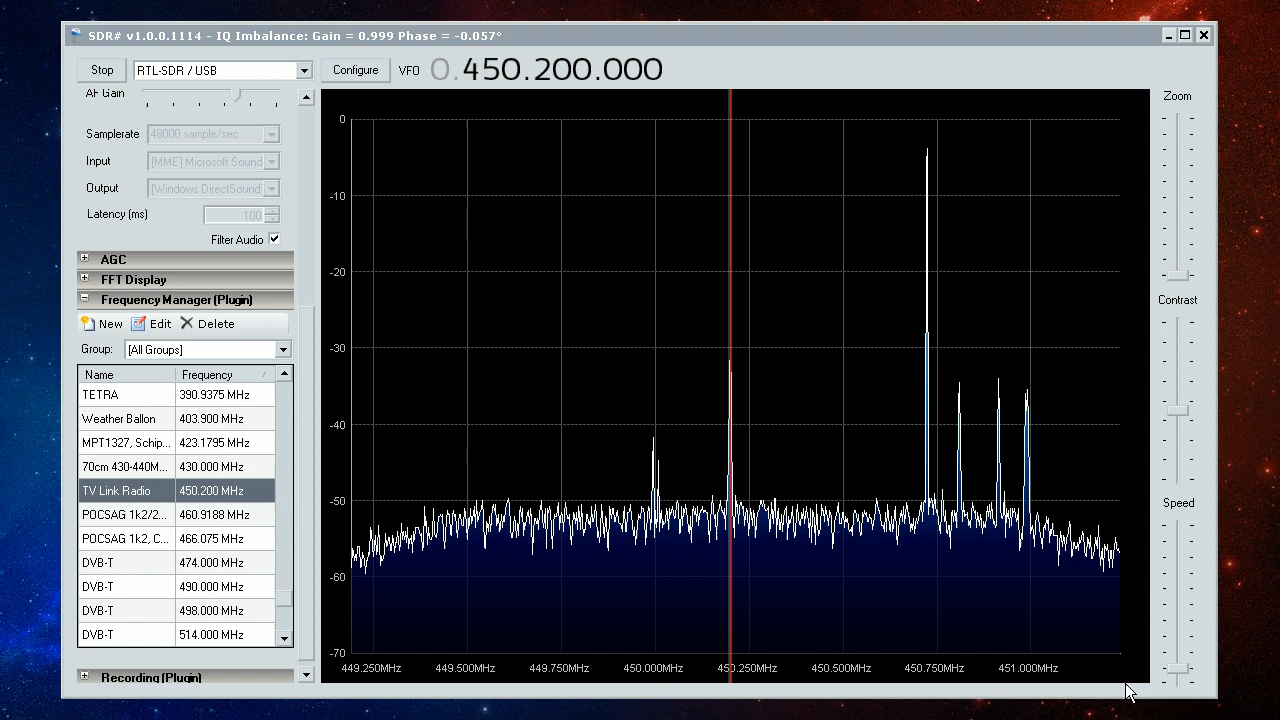 SDR# v1.0.0.1114 - IQ Imbalance: Gain = 0.999 Phase = -0.057°
Stop
RTL-SDR / USB
Configure
VFO
0.450.200.000
AF Gain
Samplerate
48000 sample/sec
Input
[MME] Microsoft Sound
Output
[Windows DirectSound
Latency (ms)
100
Filter Audio
AGC
FFT Display
Frequency Manager (Plugin)
New Edit Delete
Group: [All Groups]
Name Frequency
TETRA 390.9375 MHz
Weather Ballon 403.900 MHz
MPT1327, Schip... 423.1795 MHz
70cm 430-440M... 430.000 MHz
TV Link Radio 450.200 MHz
POCSAG 1k2/2... 460.9188 MHz
POCSAG 1k2, C... 466.075 MHz
DVB-T 474.000 MHz
DVB-T 490.000 MHz
DVB-T 498.000 MHz
DVB-T 514.000 MHz
Recording (Plugin)
0
-10
-20
-30
-40
-50
-60
-70
449.250MHz 449.500MHz 449.750MHz 450.000MHz 450.250MHz 450.500MHz 450.750MHz 451.000MHz
Zoom
Contrast
Speed